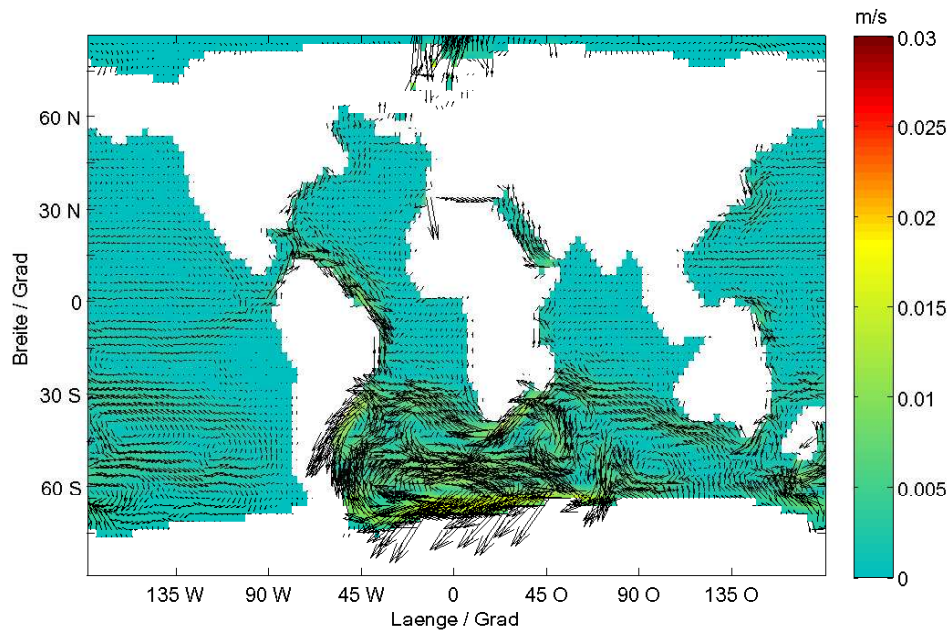 m/s
0.03
0.025
0.02
0.015
0.01
0.005
0
60 N
30 N
0
30 S
60 S
Breite / Grad
135 W 90 W 45 W 0 45 O 90 O 135 O
Laenge / Grad